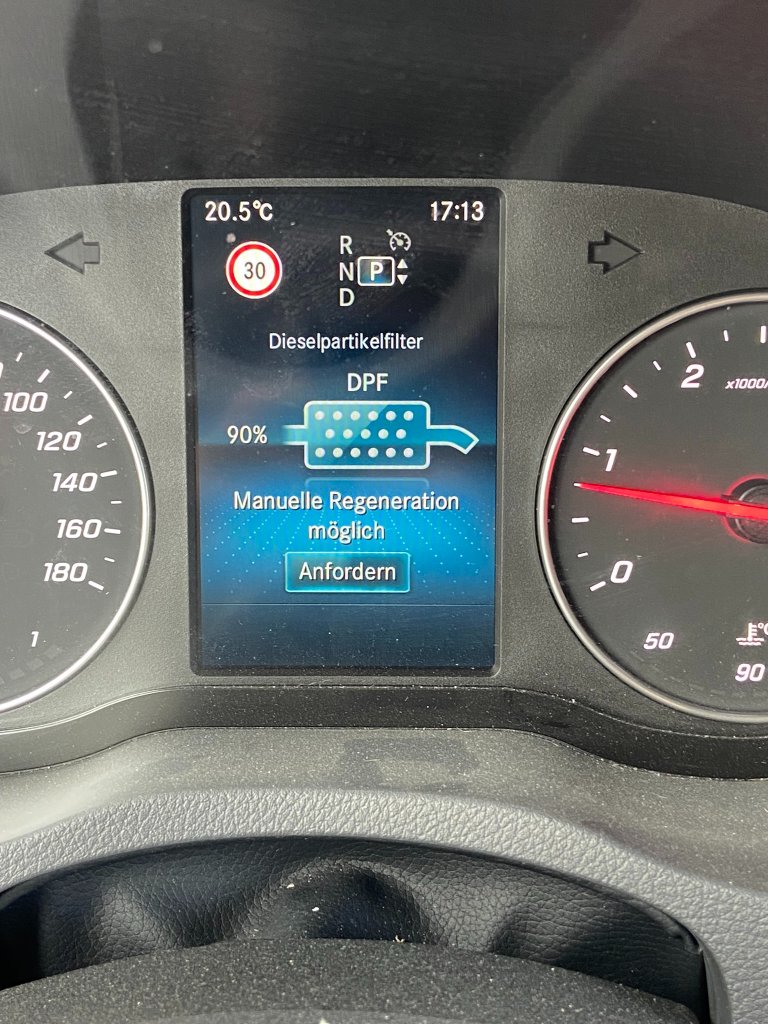 20.5°C 17:13
30
R
N P
D
Dieselpartikelfilter
DPF
90%
Manuelle Regeneration
möglich
Anfordern
100
120
140
160
180
1
2
x1000/
1
0
50
90